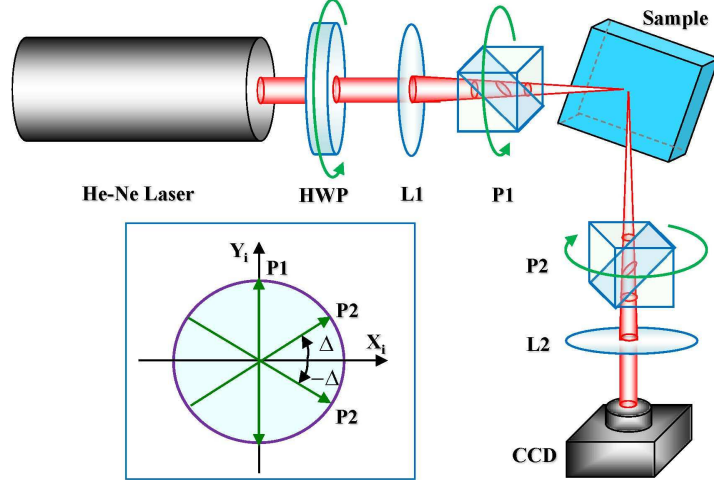 Sample
He-Ne Laser
HWP
L1
P1
P2
L2
CCD
Yᵢ
P1
P2
Δ
Xᵢ
−Δ
P2